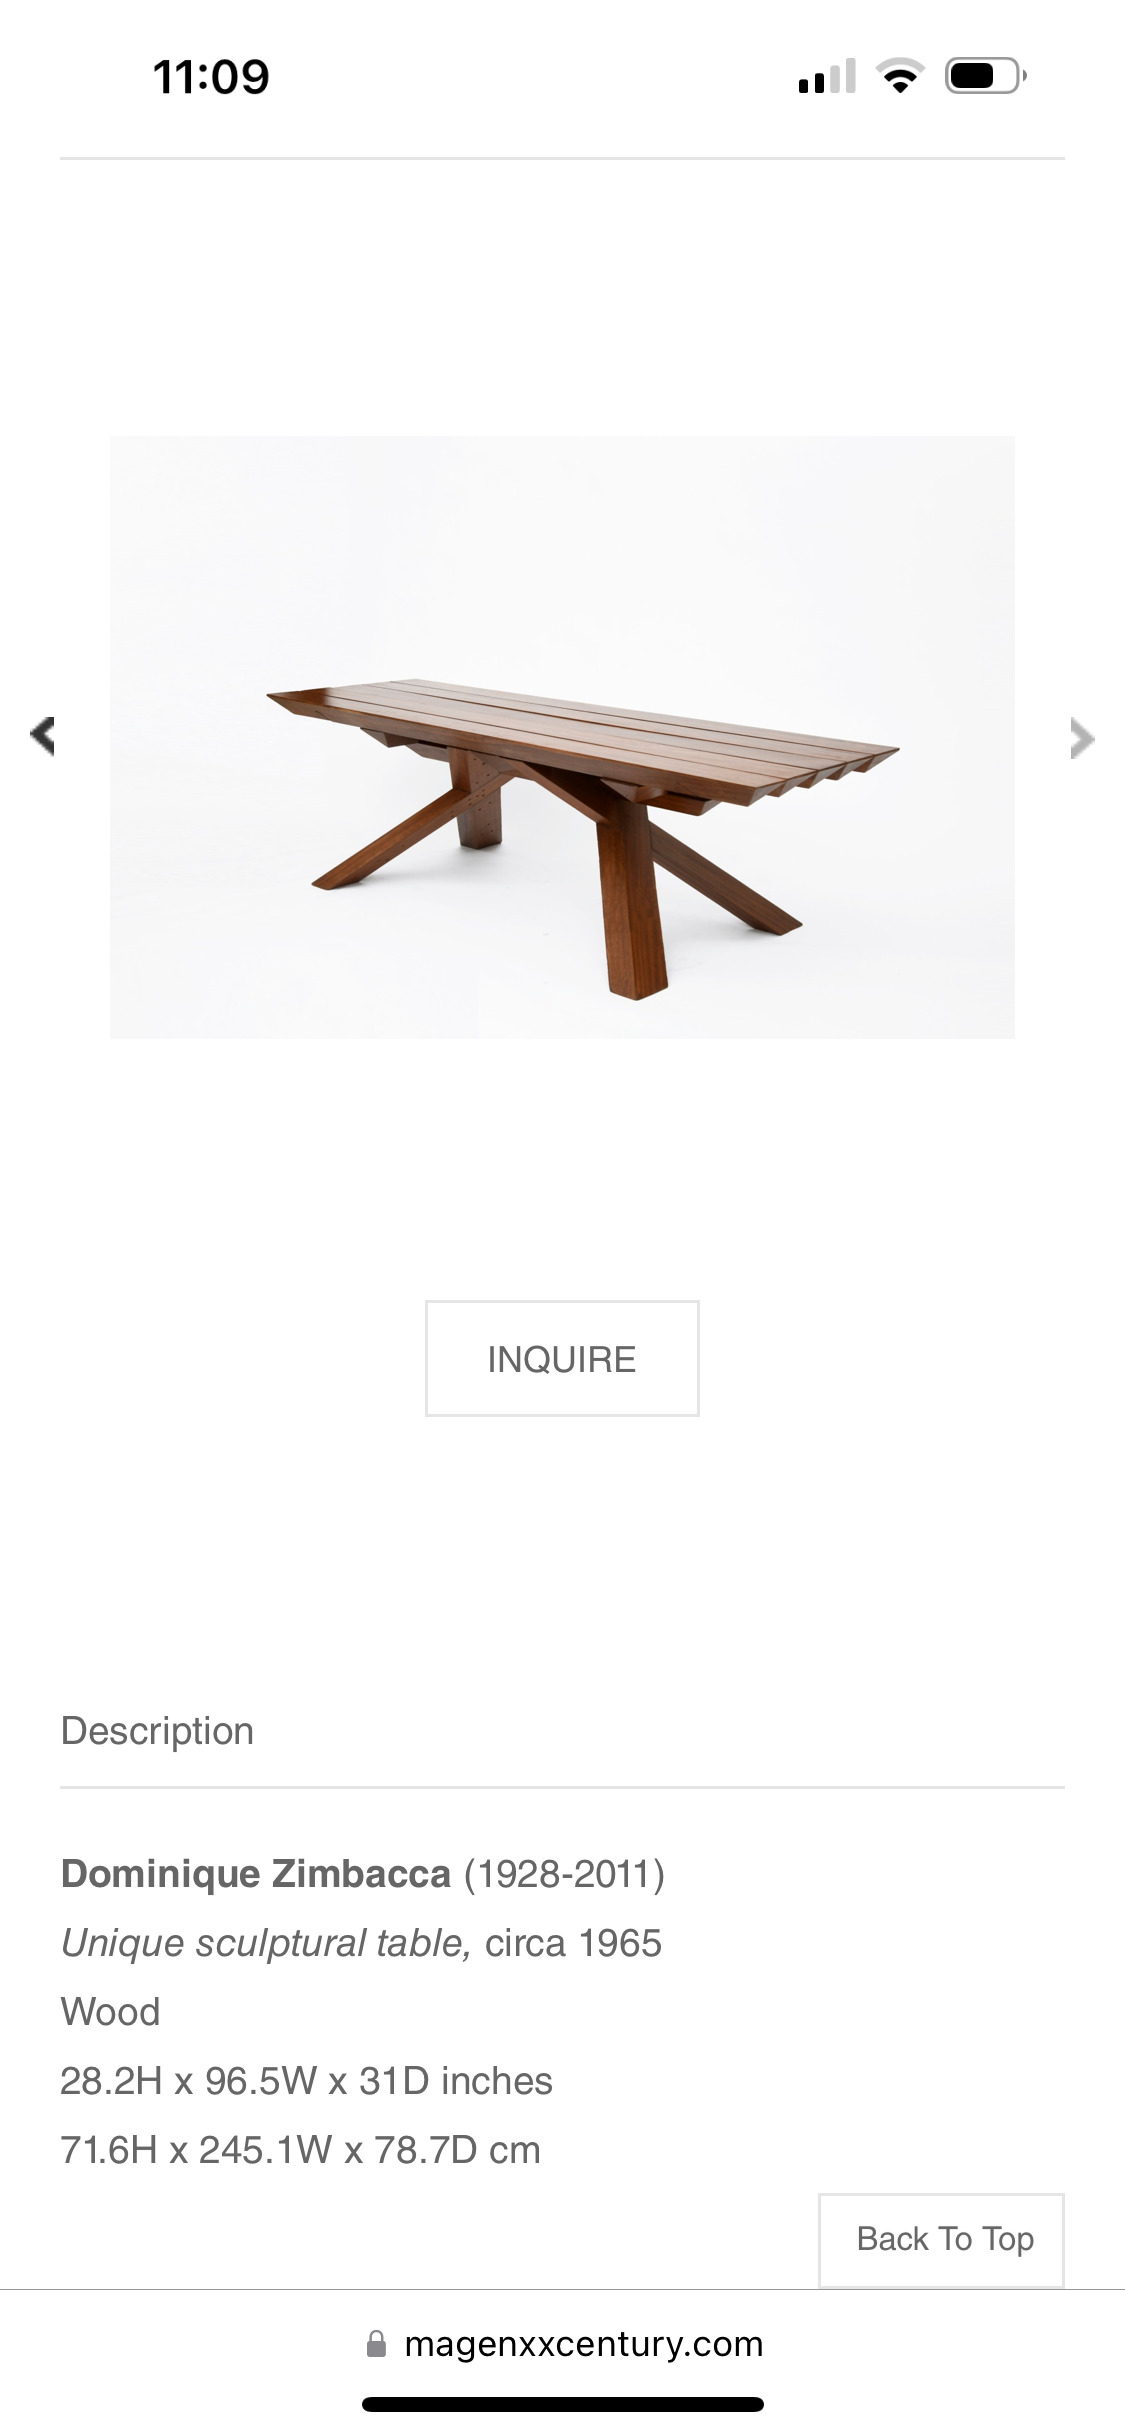 11:09
INQUIRE
Description
Dominique Zimbacca (1928-2011)
Unique sculptural table, circa 1965
Wood
28.2H x 96.5W x 31D inches
71.6H x 245.1W x 78.7D cm
Back To Top
magenxxcentury.com